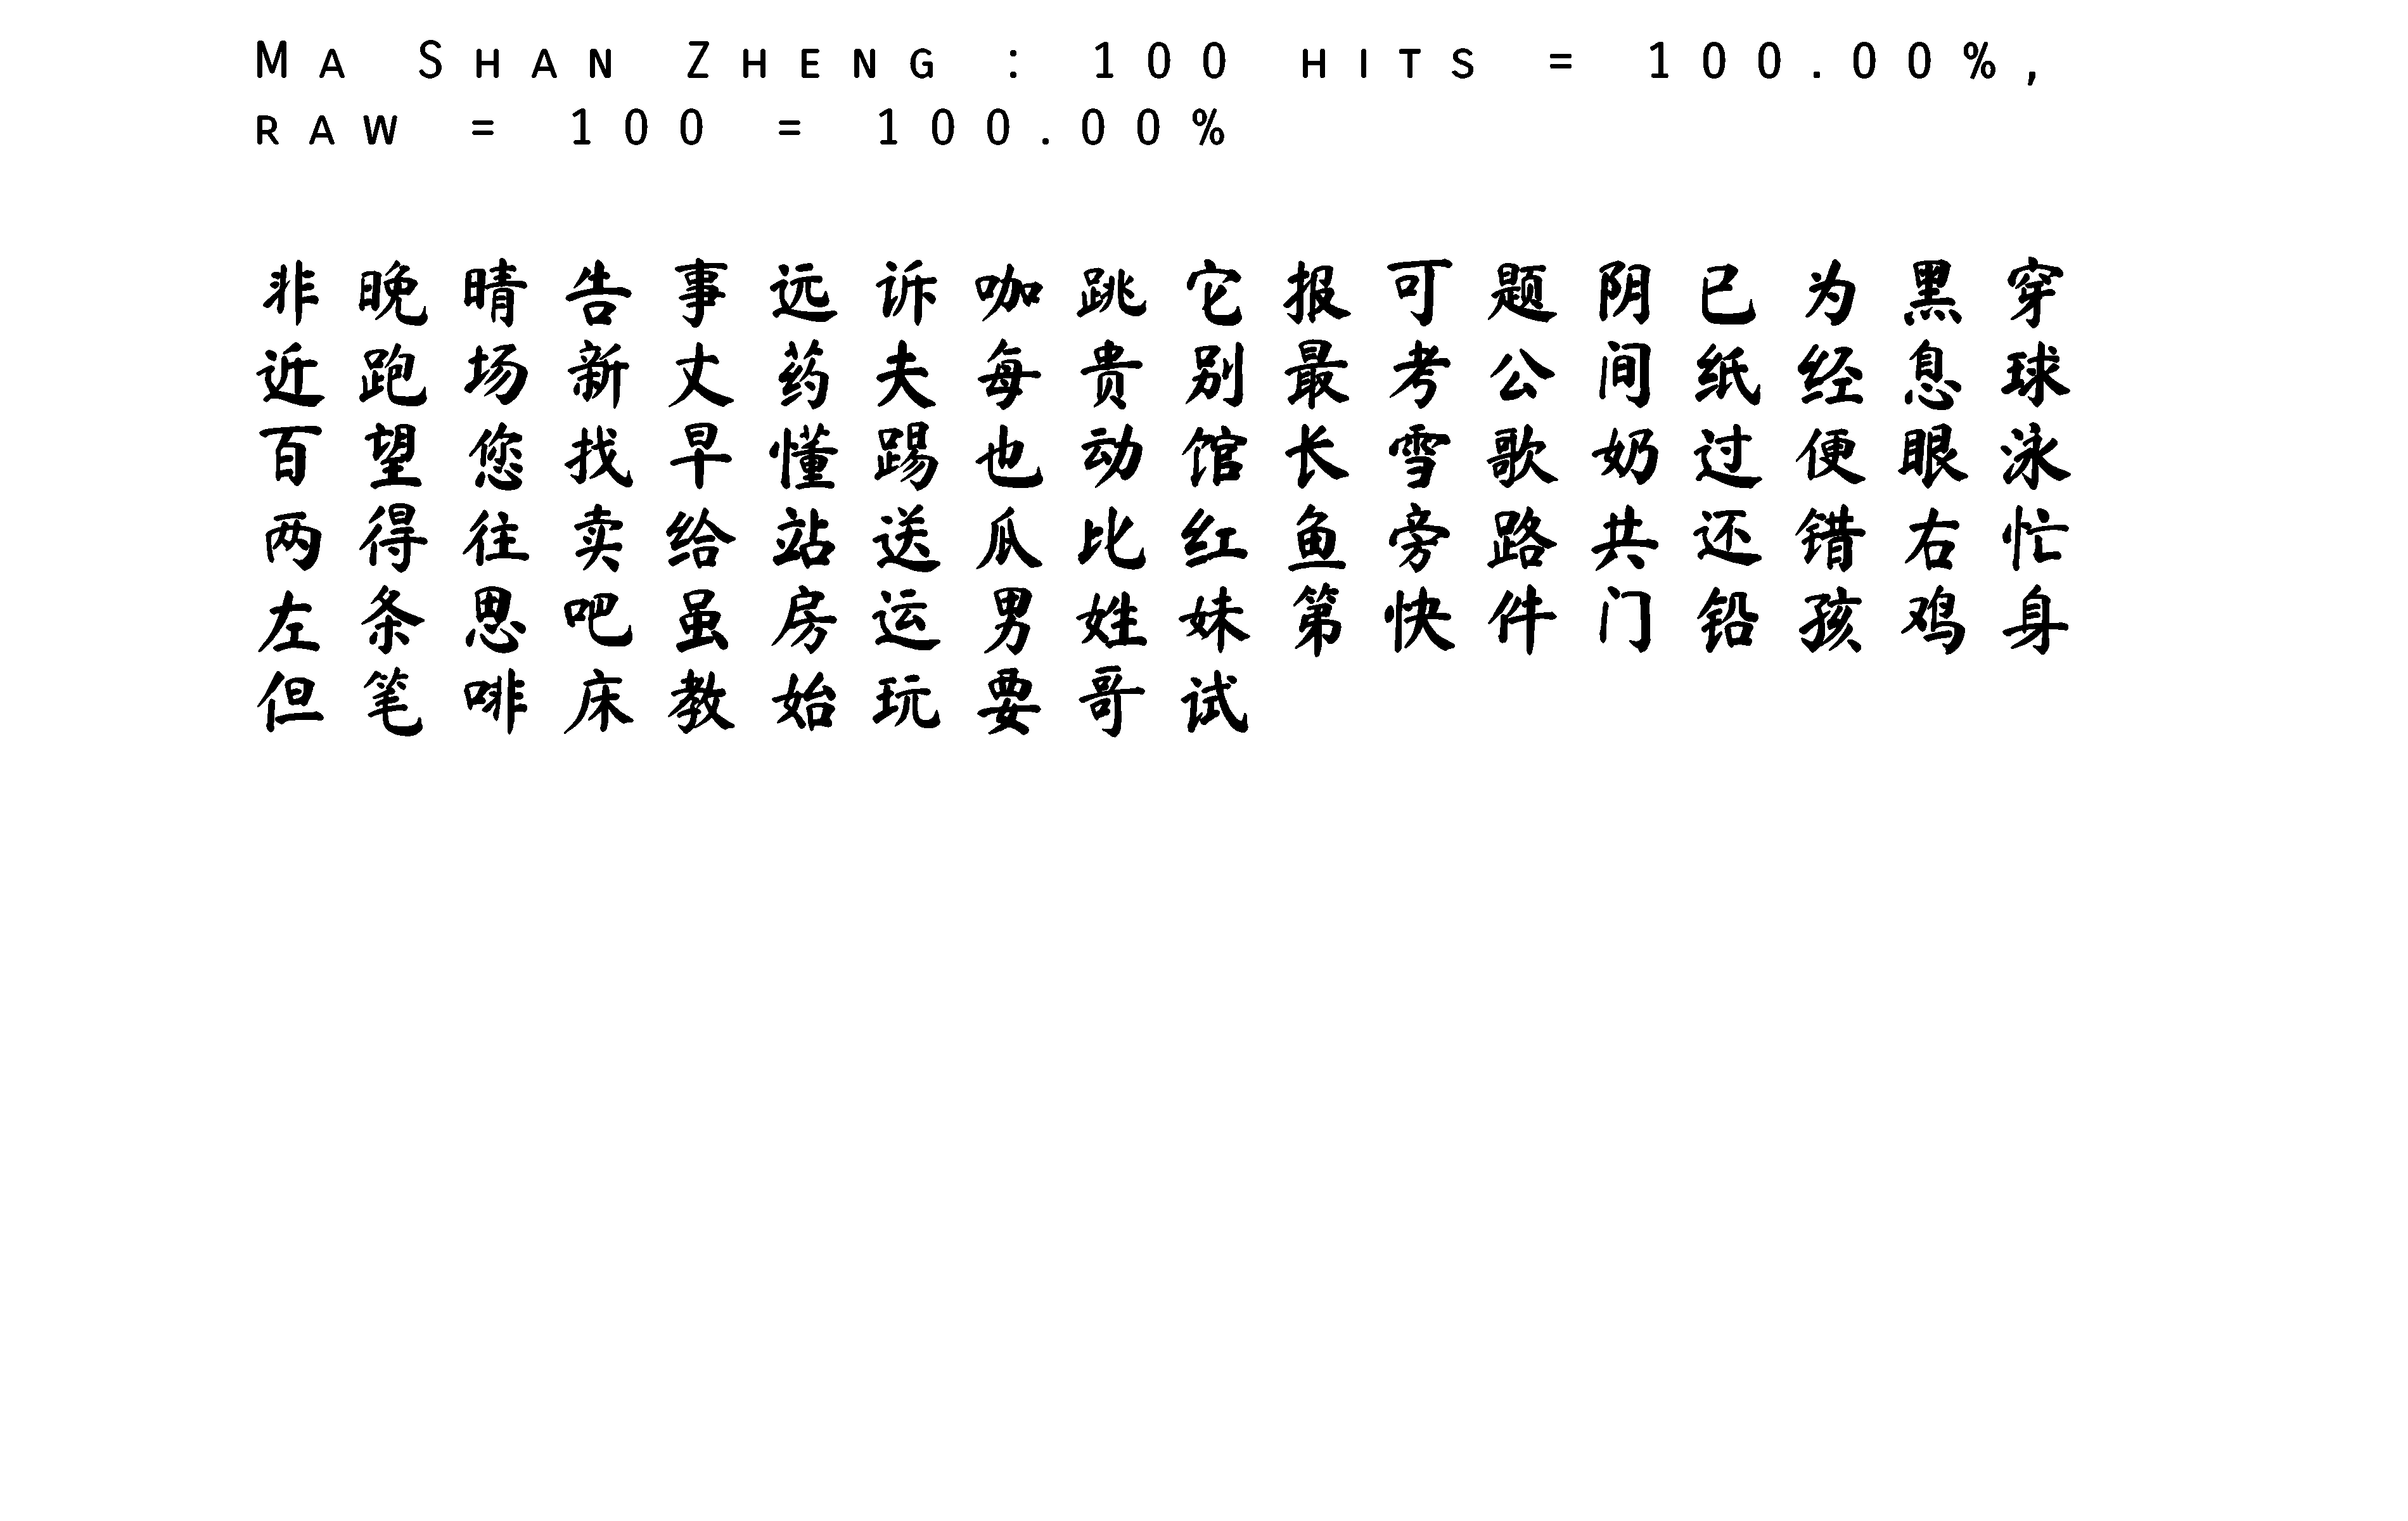 Ma Shan Zheng : 100 hits = 100.00%,
raw = 100 = 100.00%
非晚晴告事远诉咖跳它报可题阴已为黑穿
近跑场新丈药夫每贵别最考公间纸经息球
百望您找早懂踢也动馆长雪歌奶过便眼泳
两得往卖给站送瓜比红鱼旁路共还错右忙
左条思吧虽房运男姓妹第快件门铅孩鸡身
但笔啡床教始玩要哥试